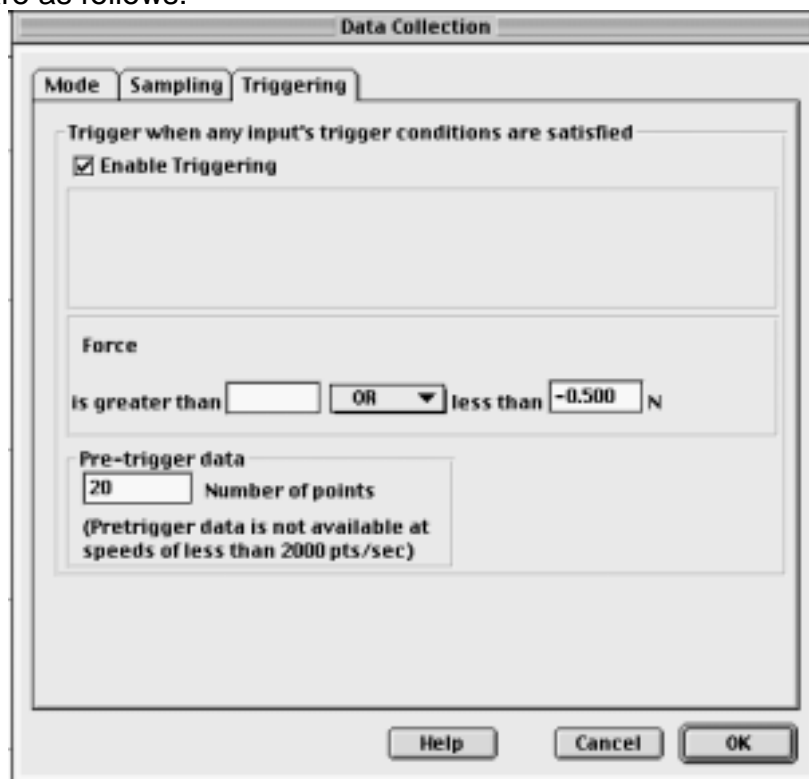 re as follows.
Data Collection
Mode Sampling Triggering
Trigger when any input's trigger conditions are satisfied
Enable Triggering
Force
is greater than OR less than -0.500 N
Pre-trigger data
20 Number of points
(Pretrigger data is not available at
speeds of less than 2000 pts/sec)
Help Cancel OK